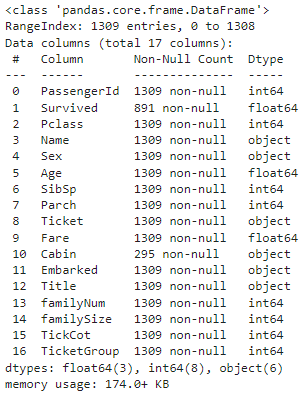 <class 'pandas.core.frame.DataFrame'>
RangeIndex: 1309 entries, 0 to 1308
Data columns (total 17 columns):
 #   Column       Non-Null Count  Dtype
---  ------       --------------  -----
 0   PassengerId  1309 non-null   int64
 1   Survived     891 non-null    float64
 2   Pclass       1309 non-null   int64
 3   Name         1309 non-null   object
 4   Sex          1309 non-null   object
 5   Age          1309 non-null   float64
 6   SibSp        1309 non-null   int64
 7   Parch        1309 non-null   int64
 8   Ticket       1309 non-null   object
 9   Fare         1309 non-null   float64
 10  Cabin        295 non-null    object
 11  Embarked     1309 non-null   object
 12  Title        1309 non-null   object
 13  familyNum    1309 non-null   int64
 14  familySize   1309 non-null   int64
 15  TickCot      1309 non-null   int64
 16  TicketGroup  1309 non-null   int64
dtypes: float64(3), int64(8), object(6)
memory usage: 174.0+ KB